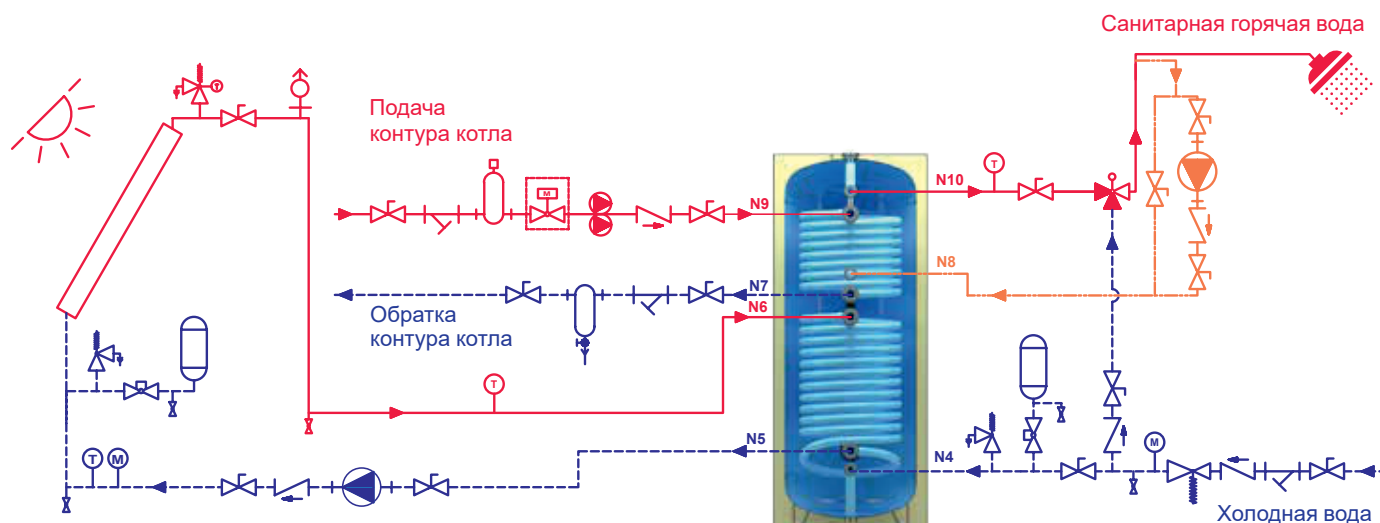 Санитарная горячая вода
T
Подача
контура котла
N10
T
M
N9
N8
N7
N6
Обратка
контура котла
T
N5
N4
M
T M
Холодная вода